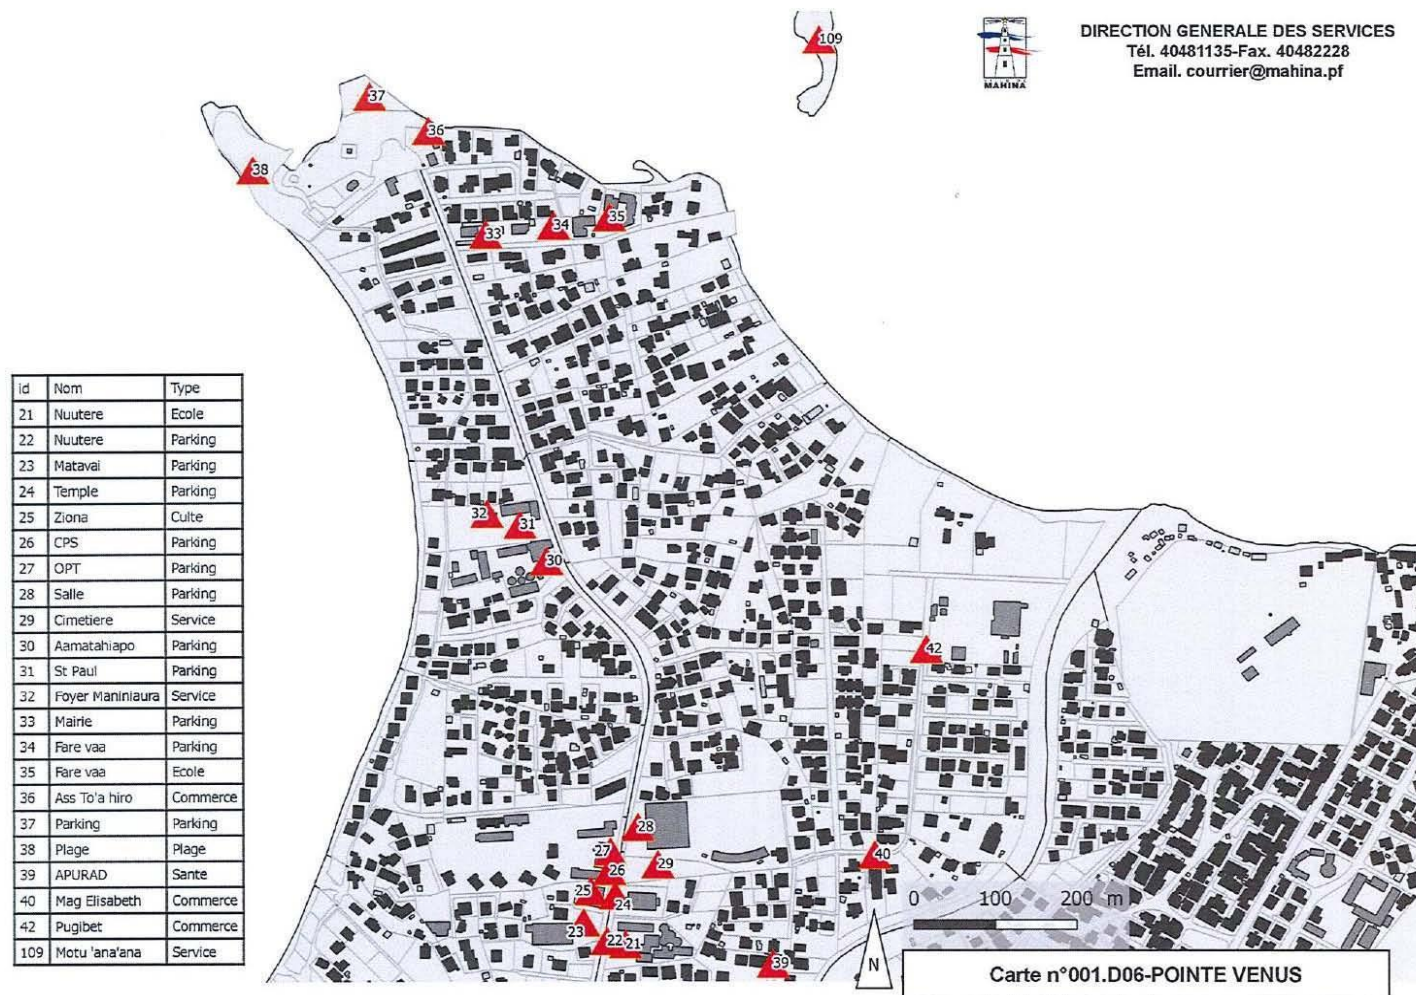 DIRECTION GENERALE DES SERVICES
Tél. 40481135-Fax. 40482228
Email. courrier@mahina.pf
MAHINA
109
37
36
38
35
34
33
32
31
30
42
28
27
29
26
25
24
40
23
22
21
39
id Nom Type
21 Nuutere Ecole
22 Nuutere Parking
23 Matavai Parking
24 Temple Parking
25 Ziona Culte
26 CPS Parking
27 OPT Parking
28 Salle Parking
29 Cimetiere Service
30 Aamatahiapo Parking
31 St Paul Parking
32 Foyer Maniniaura Service
33 Mairie Parking
34 Fare vaa Parking
35 Fare vaa Ecole
36 Ass To'a hiro Commerce
37 Parking Parking
38 Plage Plage
39 APURAD Sante
40 Mag Elisabeth Commerce
42 Pugibet Commerce
109 Motu 'ana'ana Service
0 100 200 m
N
Carte n°001.D06-POINTE VENUS